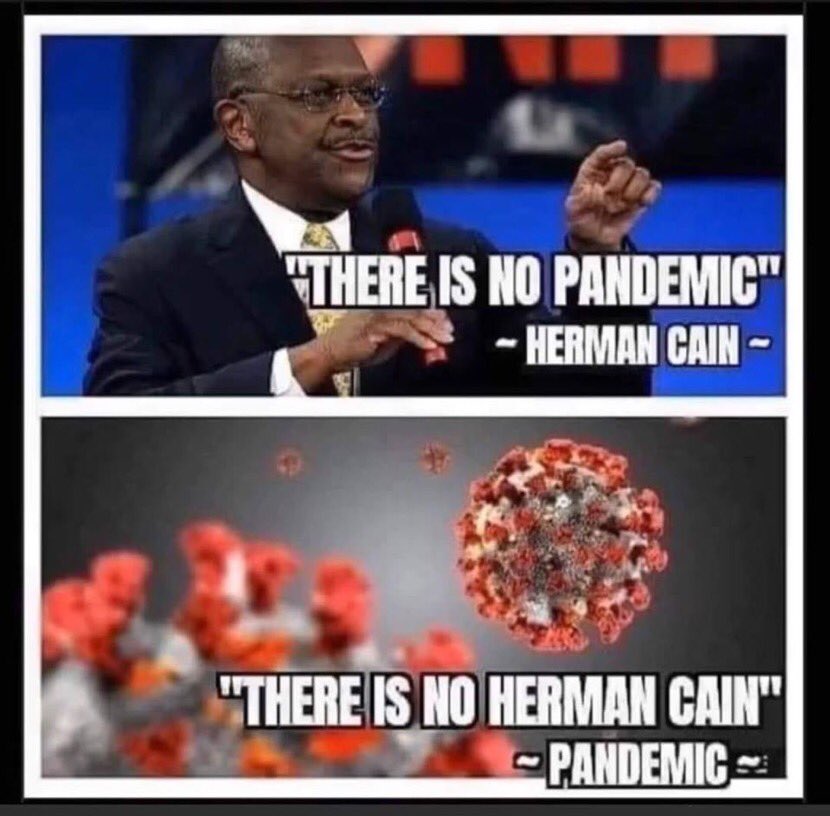 "THERE IS NO PANDEMIC"
~ HERMAN CAIN ~
"THERE IS NO HERMAN CAIN"
~ PANDEMIC ~